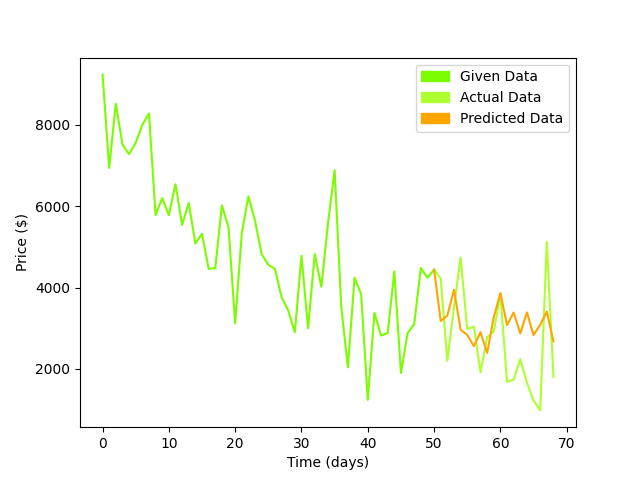 Given Data
Actual Data
Predicted Data
Price ($)
8000
6000
4000
2000
0 10 20 30 40 50 60 70
Time (days)